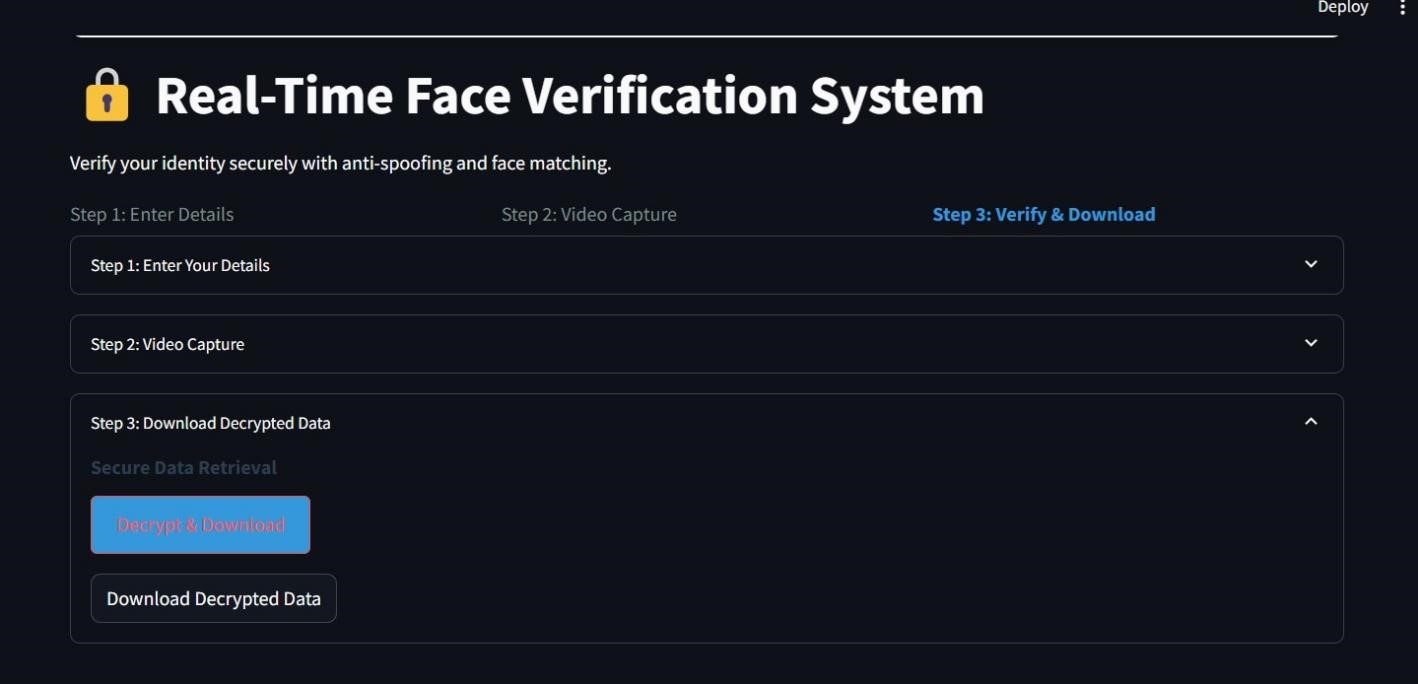 Deploy
Real-Time Face Verification System
Verify your identity securely with anti-spoofing and face matching.
Step 1: Enter Details Step 2: Video Capture Step 3: Verify & Download
Step 1: Enter Your Details
Step 2: Video Capture
Step 3: Download Decrypted Data
Secure Data Retrieval
Decrypt & Download
Download Decrypted Data